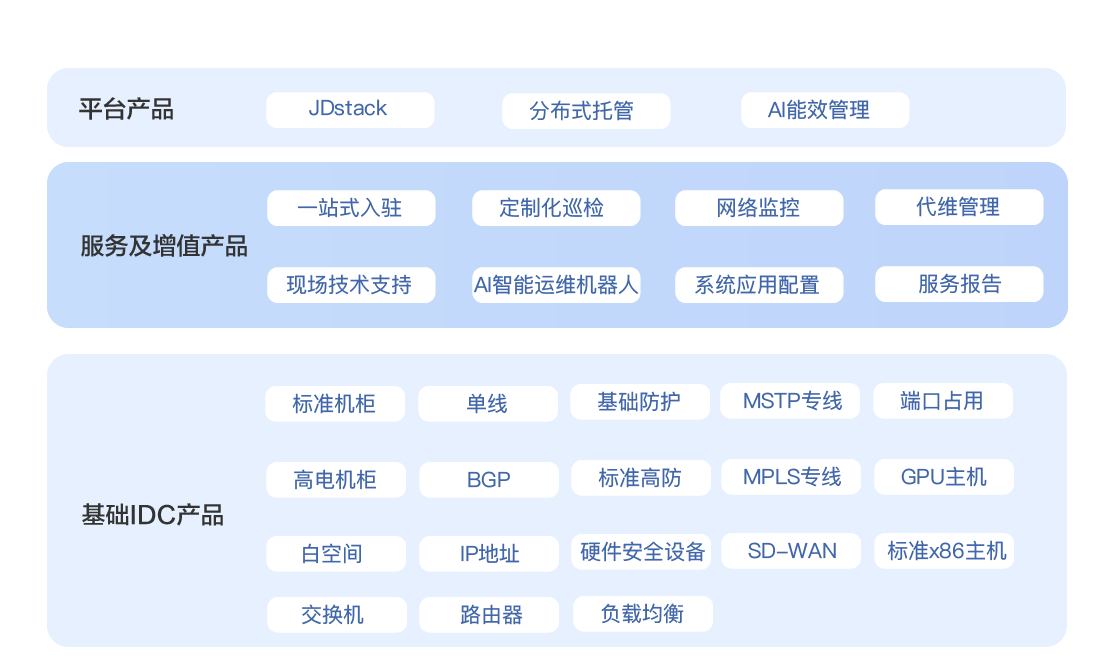 平台产品
JDstack
分布式托管
AI能效管理
服务及增值产品
一站式入驻
定制化巡检
网络监控
代维管理
现场技术支持
AI智能运维机器人
系统应用配置
服务报告
基础IDC产品
标准机柜
单线
基础防护
MSTP专线
端口占用
高电机柜
BGP
标准高防
MPLS专线
GPU主机
白空间
IP地址
硬件安全设备
SD-WAN
标准x86主机
交换机
路由器
负载均衡